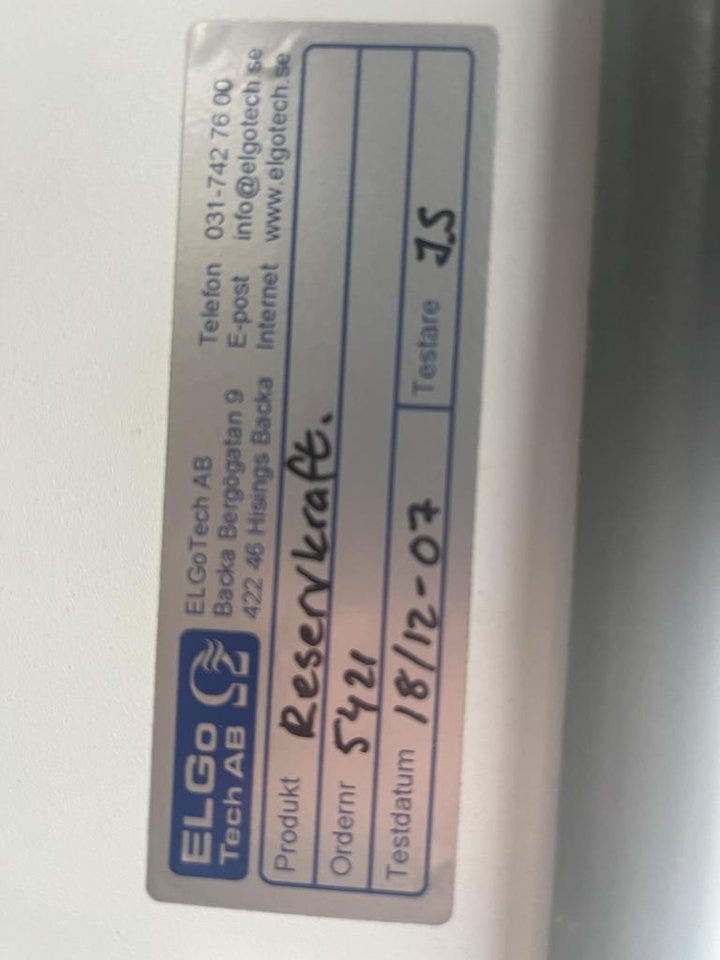 ELGo
Tech AB
ELGoTech AB
Backa Bergögatan 9
422 46 Hisings Backa
Telefon 031-742 76 00
E-post info@elgotech.se
Internet www.elgotech.se
Produkt Reservkraft.
Ordernr 5421
Testdatum 18/12-07
Testare J.S